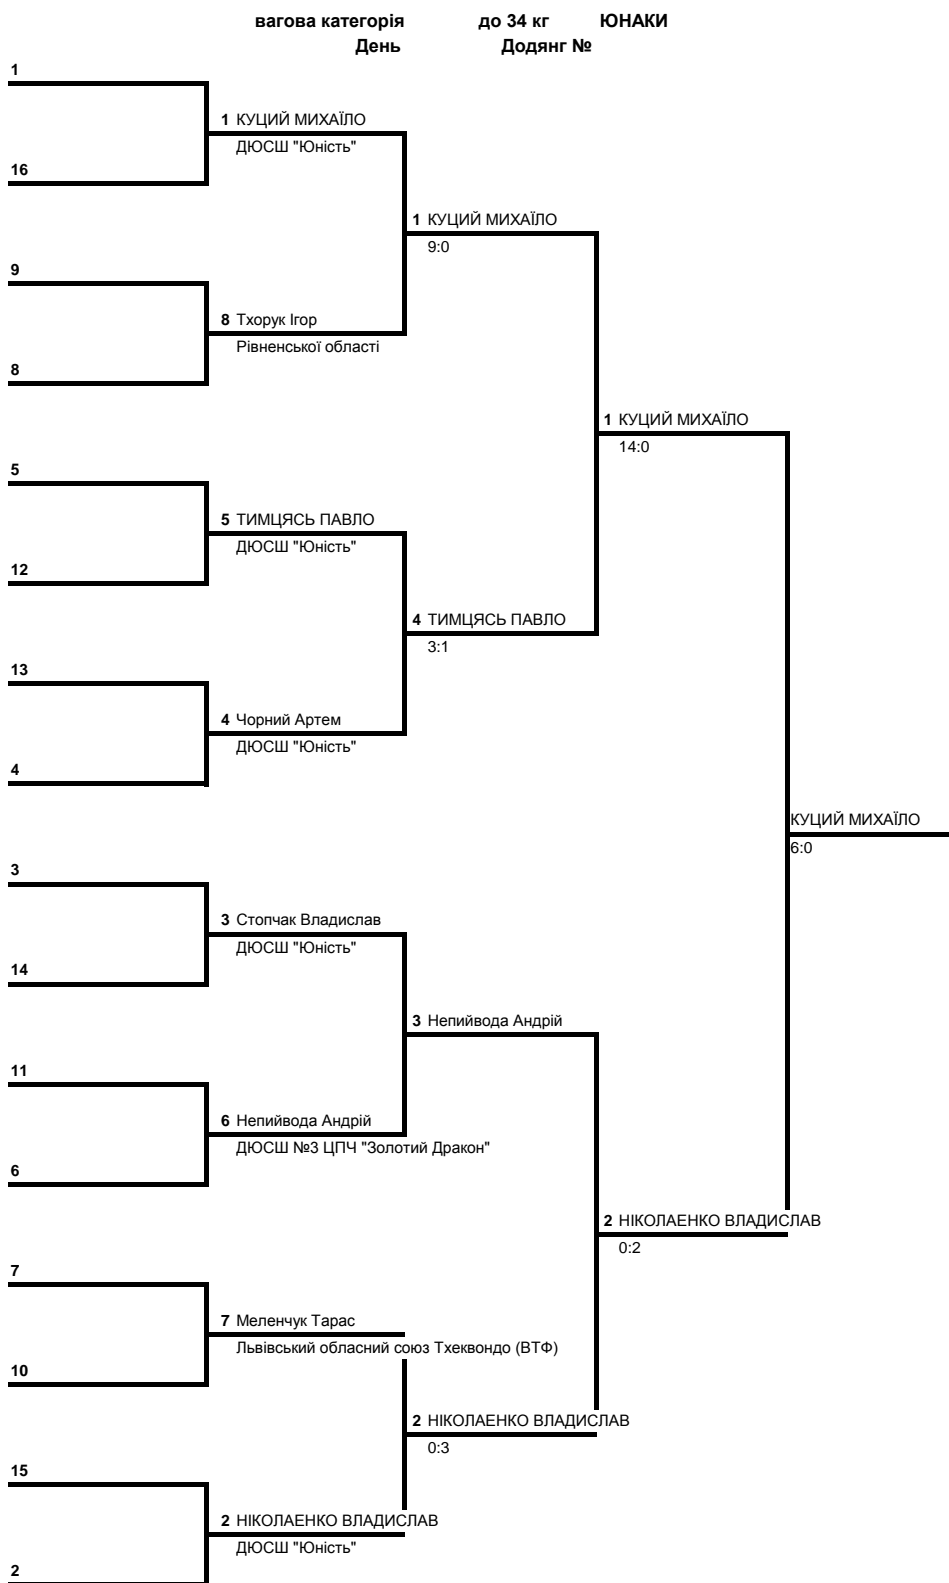 вагова категорія до 34 кг ЮНАКИ
День Додянг №
1
1 КУЦИЙ МИХАЇЛО
ДЮСШ "Юність"
16
1 КУЦИЙ МИХАЇЛО
9:0
9
8 Тхорук Ігор
Рівненської області
8
1 КУЦИЙ МИХАЇЛО
14:0
5
5 ТИМЦЯСЬ ПАВЛО
ДЮСШ "Юність"
12
4 ТИМЦЯСЬ ПАВЛО
3:1
13
4 Чорний Артем
ДЮСШ "Юність"
4
КУЦИЙ МИХАЇЛО
6:0
3
3 Стопчак Владислав
ДЮСШ "Юність"
14
3 Непийвода Андрій
11
6 Непийвода Андрій
ДЮСШ №3 ЦПЧ "Золотий Дракон"
6
2 НІКОЛАЕНКО ВЛАДИСЛАВ
0:2
7
7 Меленчук Тарас
Львівський обласний союз Тхеквондо (ВТФ)
10
2 НІКОЛАЕНКО ВЛАДИСЛАВ
0:3
15
2 НІКОЛАЕНКО ВЛАДИСЛАВ
ДЮСШ "Юність"
2